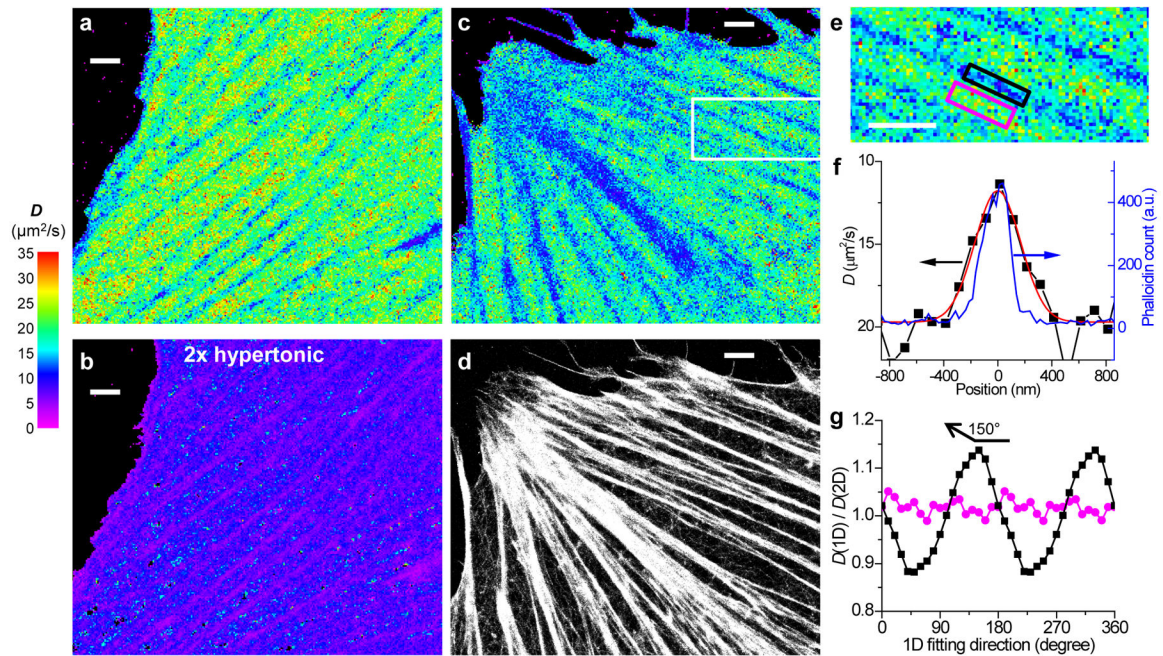 a
c
e
D
(μm²/s)
35
30
25
20
15
10
5
0
b
2x hypertonic
d
f
10
15
20
D (μm²/s)
400
200
0
Phalloidin count (a.u.)
-800
-400
0
400
800
Position (nm)
g
150°
1.2
1.1
1.0
0.9
0.8
D(1D) / D(2D)
0
90
180
270
360
1D fitting direction (degree)